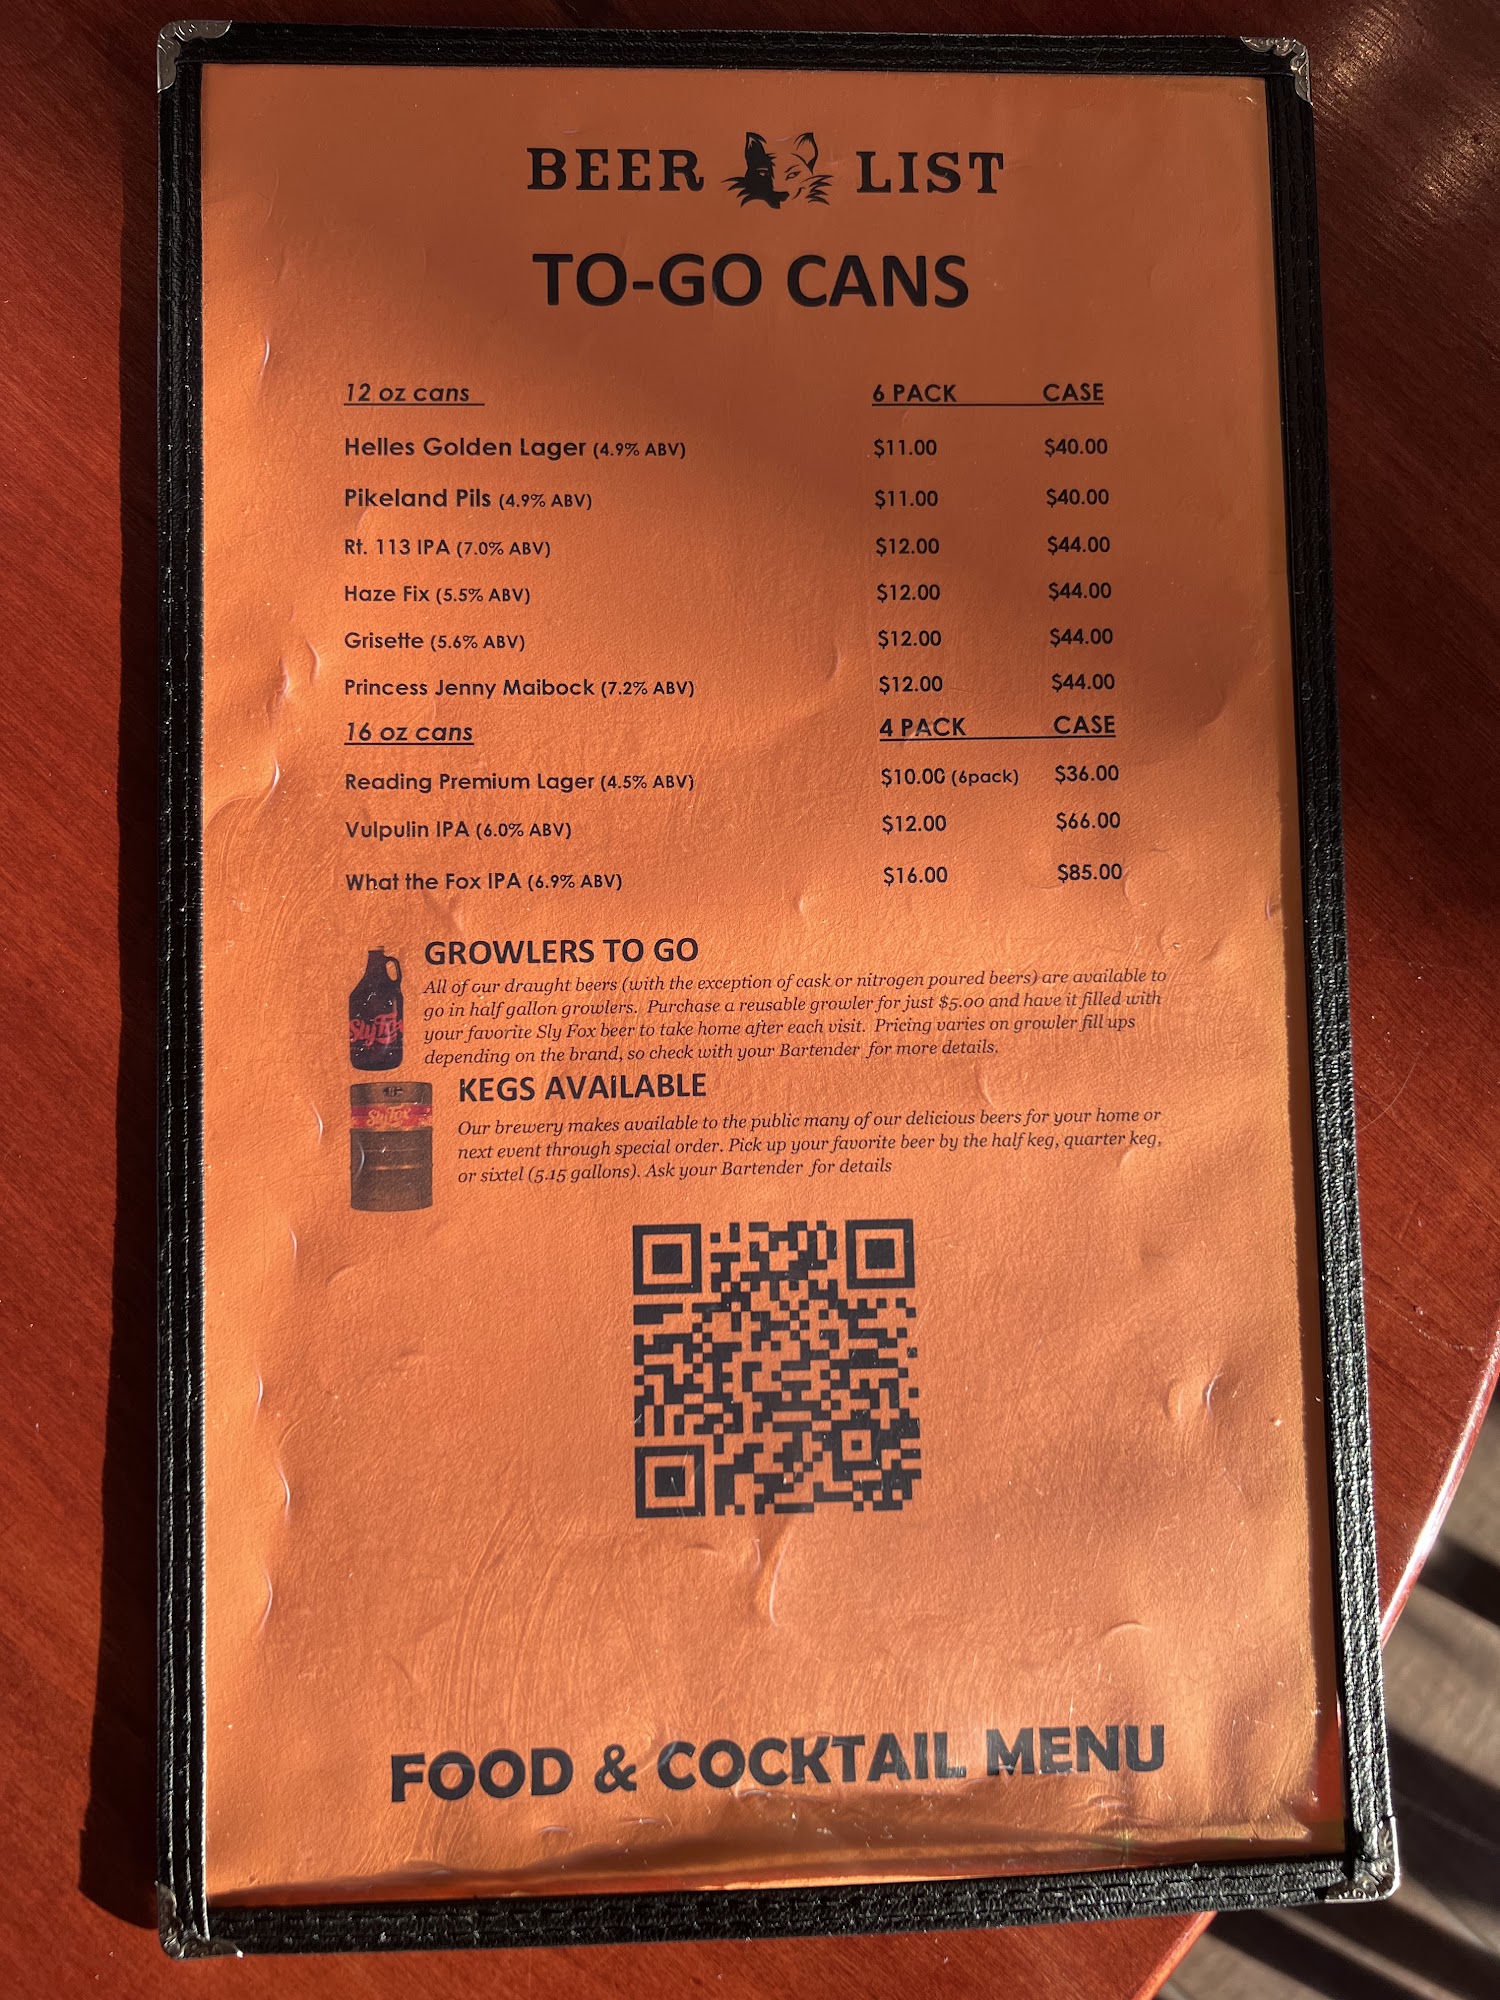 BEER LIST
TO-GO CANS
12 oz cans 6 PACK CASE
Helles Golden Lager (4.9% ABV) $11.00 $40.00
Pikeland Pils (4.9% ABV) $11.00 $40.00
Rt. 113 IPA (7.0% ABV) $12.00 $44.00
Haze Fix (5.5% ABV) $12.00 $44.00
Grisette (5.6% ABV) $12.00 $44.00
Princess Jenny Maibock (7.2% ABV) $12.00 $44.00
16 oz cans 4 PACK CASE
Reading Premium Lager (4.5% ABV) $10.00 (6pack) $36.00
Vulpulin IPA (6.0% ABV) $12.00 $66.00
What the Fox IPA (6.9% ABV) $16.00 $85.00
GROWLERS TO GO
All of our draught beers (with the exception of cask or nitrogen poured beers) are available to
go in half gallon growlers. Purchase a reusable growler for just $5.00 and have it filled with
your favorite Sly Fox beer to take home after each visit. Pricing varies on growler fill ups
depending on the brand, so check with your Bartender for more details.
Sly Fox
KEGS AVAILABLE
Our brewery makes available to the public many of our delicious beers for your home or
next event through special order. Pick up your favorite beer by the half keg, quarter keg,
or sixtel (5.15 gallons). Ask your Bartender for details
Sly Fox
FOOD & COCKTAIL MENU